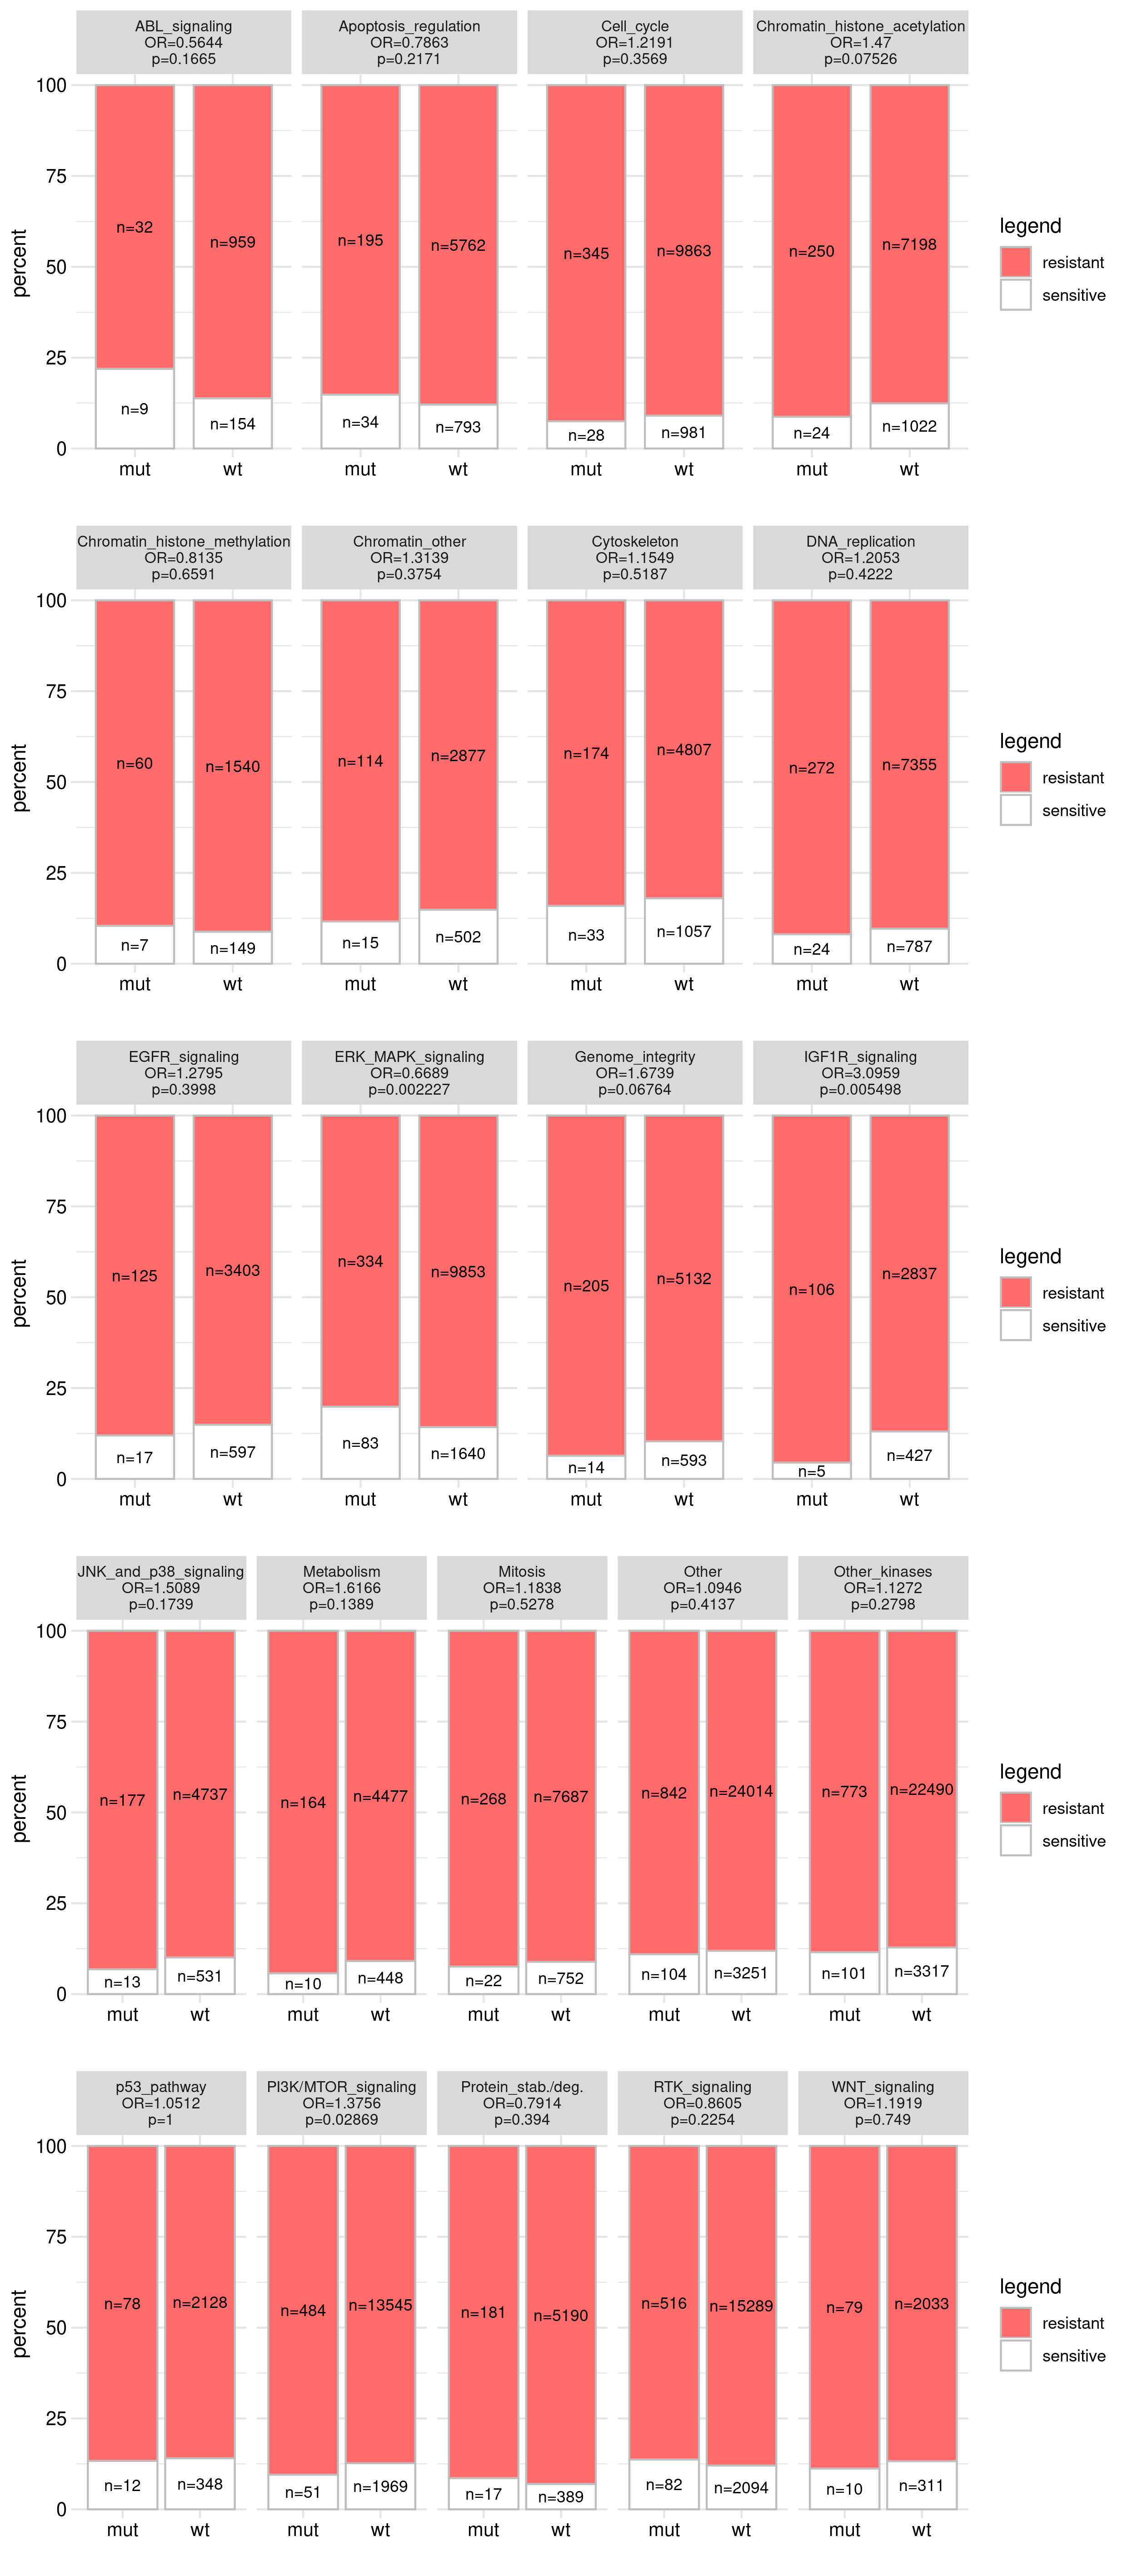 ABL_signaling
OR=0.5644
p=0.1665
Apoptosis_regulation
OR=0.7863
p=0.2171
Cell_cycle
OR=1.2191
p=0.3569
Chromatin_histone_acetylation
OR=1.47
p=0.07526
100
75
50
25
0
percent
n=32
n=959
n=195
n=5762
n=345
n=9863
n=250
n=7198
n=9
n=154
n=34
n=793
n=28
n=981
n=24
n=1022
mut
wt
mut
wt
mut
wt
mut
wt
legend
resistant
sensitive
Chromatin_histone_methylation
OR=0.8135
p=0.6591
Chromatin_other
OR=1.3139
p=0.3754
Cytoskeleton
OR=1.1549
p=0.5187
DNA_replication
OR=1.2053
p=0.4222
100
75
50
25
0
percent
n=60
n=1540
n=114
n=2877
n=174
n=4807
n=272
n=7355
n=7
n=149
n=15
n=502
n=33
n=1057
n=24
n=787
mut
wt
mut
wt
mut
wt
mut
wt
legend
resistant
sensitive
EGFR_signaling
OR=1.2795
p=0.3998
ERK_MAPK_signaling
OR=0.6689
p=0.002227
Genome_integrity
OR=1.6739
p=0.06764
IGF1R_signaling
OR=3.0959
p=0.005498
100
75
50
25
0
percent
n=125
n=3403
n=334
n=9853
n=205
n=5132
n=106
n=2837
n=17
n=597
n=83
n=1640
n=14
n=593
n=5
n=427
mut
wt
mut
wt
mut
wt
mut
wt
legend
resistant
sensitive
JNK_and_p38_signaling
OR=1.5089
p=0.1739
Metabolism
OR=1.6166
p=0.1389
Mitosis
OR=1.1838
p=0.5278
Other
OR=1.0946
p=0.4137
Other_kinases
OR=1.1272
p=0.2798
100
75
50
25
0
percent
n=177
n=4737
n=164
n=4477
n=268
n=7687
n=842
n=24014
n=773
n=22490
n=13
n=531
n=10
n=448
n=22
n=752
n=104
n=3251
n=101
n=3317
mut
wt
mut
wt
mut
wt
mut
wt
mut
wt
legend
resistant
sensitive
p53_pathway
OR=1.0512
p=1
PI3K/MTOR_signaling
OR=1.3756
p=0.02869
Protein_stab./deg.
OR=0.7914
p=0.394
RTK_signaling
OR=0.8605
p=0.2254
WNT_signaling
OR=1.1919
p=0.749
100
75
50
25
0
percent
n=78
n=2128
n=484
n=13545
n=181
n=5190
n=516
n=15289
n=79
n=2033
n=12
n=348
n=51
n=1969
n=17
n=389
n=82
n=2094
n=10
n=311
mut
wt
mut
wt
mut
wt
mut
wt
mut
wt
legend
resistant
sensitive